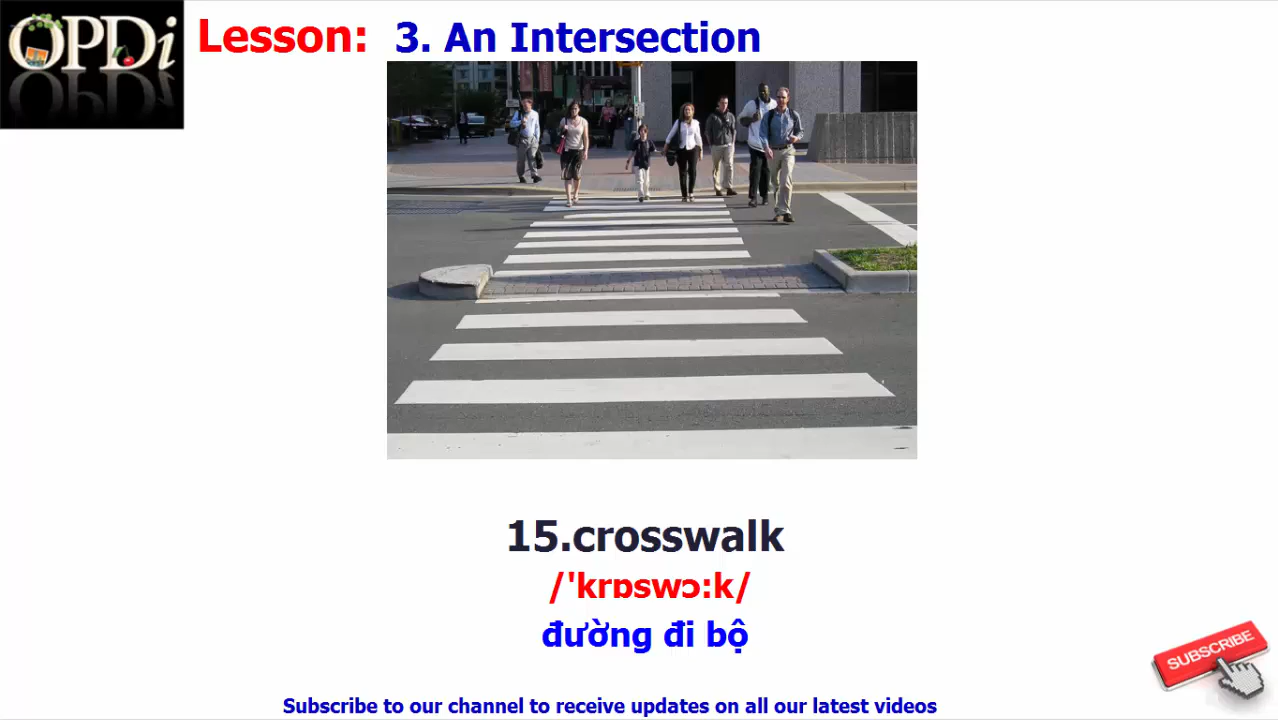 OPDi
Lesson: 3. An Intersection
15.crosswalk
/'krɒswɔ:k/
đường đi bộ
SUBSCRIBE
Subscribe to our channel to receive updates on all our latest videos